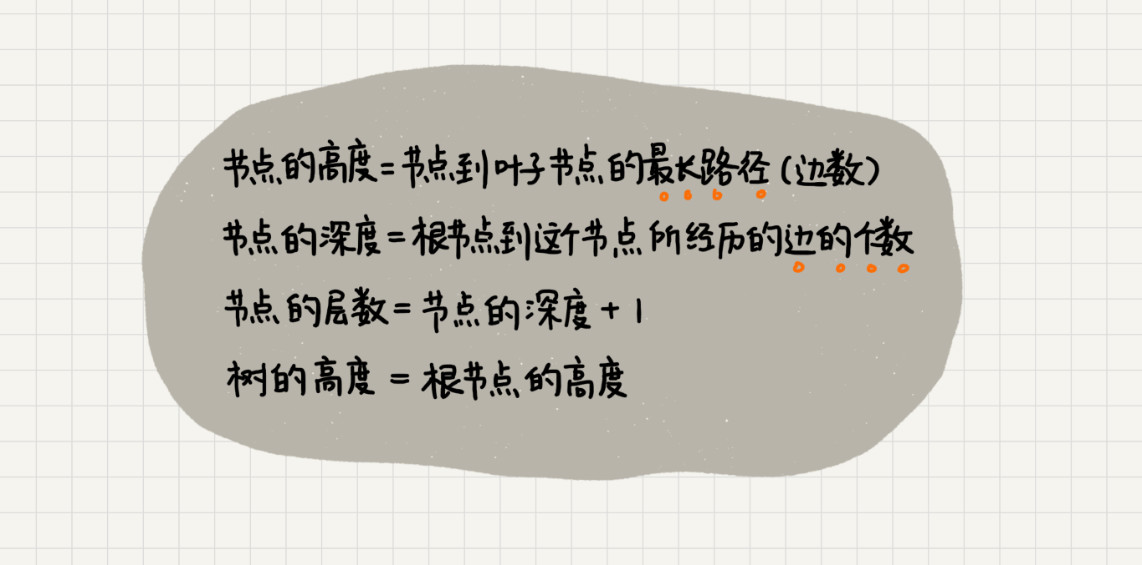 节点的高度=节点到叶子节点的最长路径(边数)
节点的深度=根节点到这个节点所经历的边的个数
节点的层数=节点的深度+1
树的高度=根节点的高度